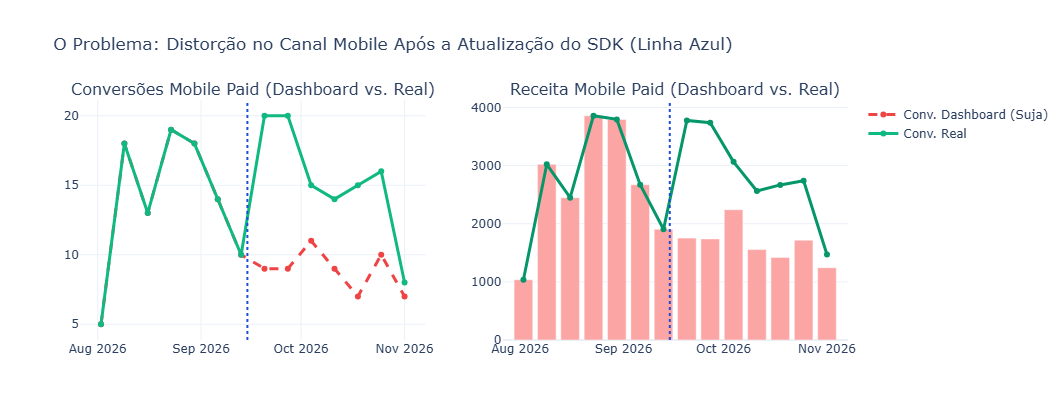 O Problema: Distorção no Canal Mobile Após a Atualização do SDK (Linha Azul)
Conversões Mobile Paid (Dashboard vs. Real)
20
15
10
5
Aug 2026
Sep 2026
Oct 2026
Nov 2026
Receita Mobile Paid (Dashboard vs. Real)
4000
3000
2000
1000
0
Aug 2026
Sep 2026
Oct 2026
Nov 2026
Conv. Dashboard (Suja)
Conv. Real